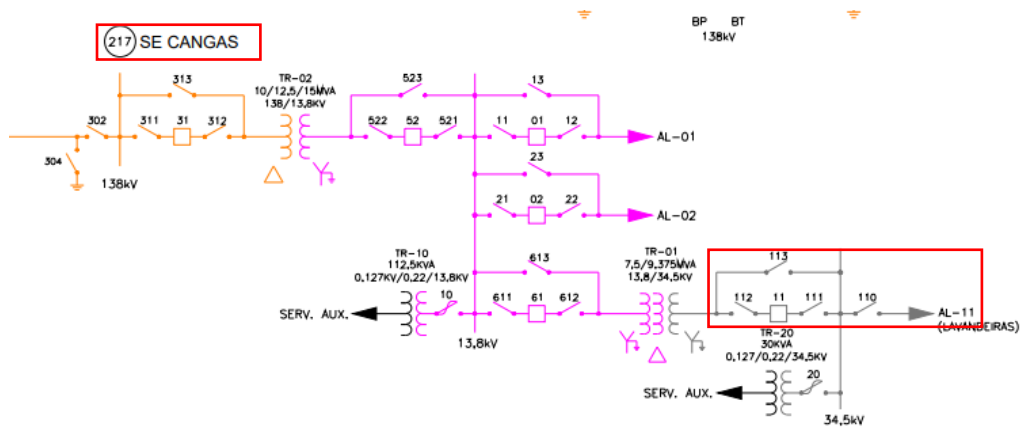 BP BT
138kV
217 SE CANGAS
313
TR-02
10/12.5/15MVA
138/13.8KV
523
13
302
311
31
312
522
52
521
11
01
12
AL-01
304
138kV
23
21
02
22
AL-02
TR-10
112.5KVA
0.127KV/0.22/13.8KV
613
TR-01
7.5/9.375MVA
13.8/34.5KV
113
10
611
61
612
112
11
111
110
SERV. AUX.
AL-11
(LAVANDEIRAS)
13,8kV
TR-20
30KVA
0.127/0.22/34.5KV
20
SERV. AUX.
34,5kV